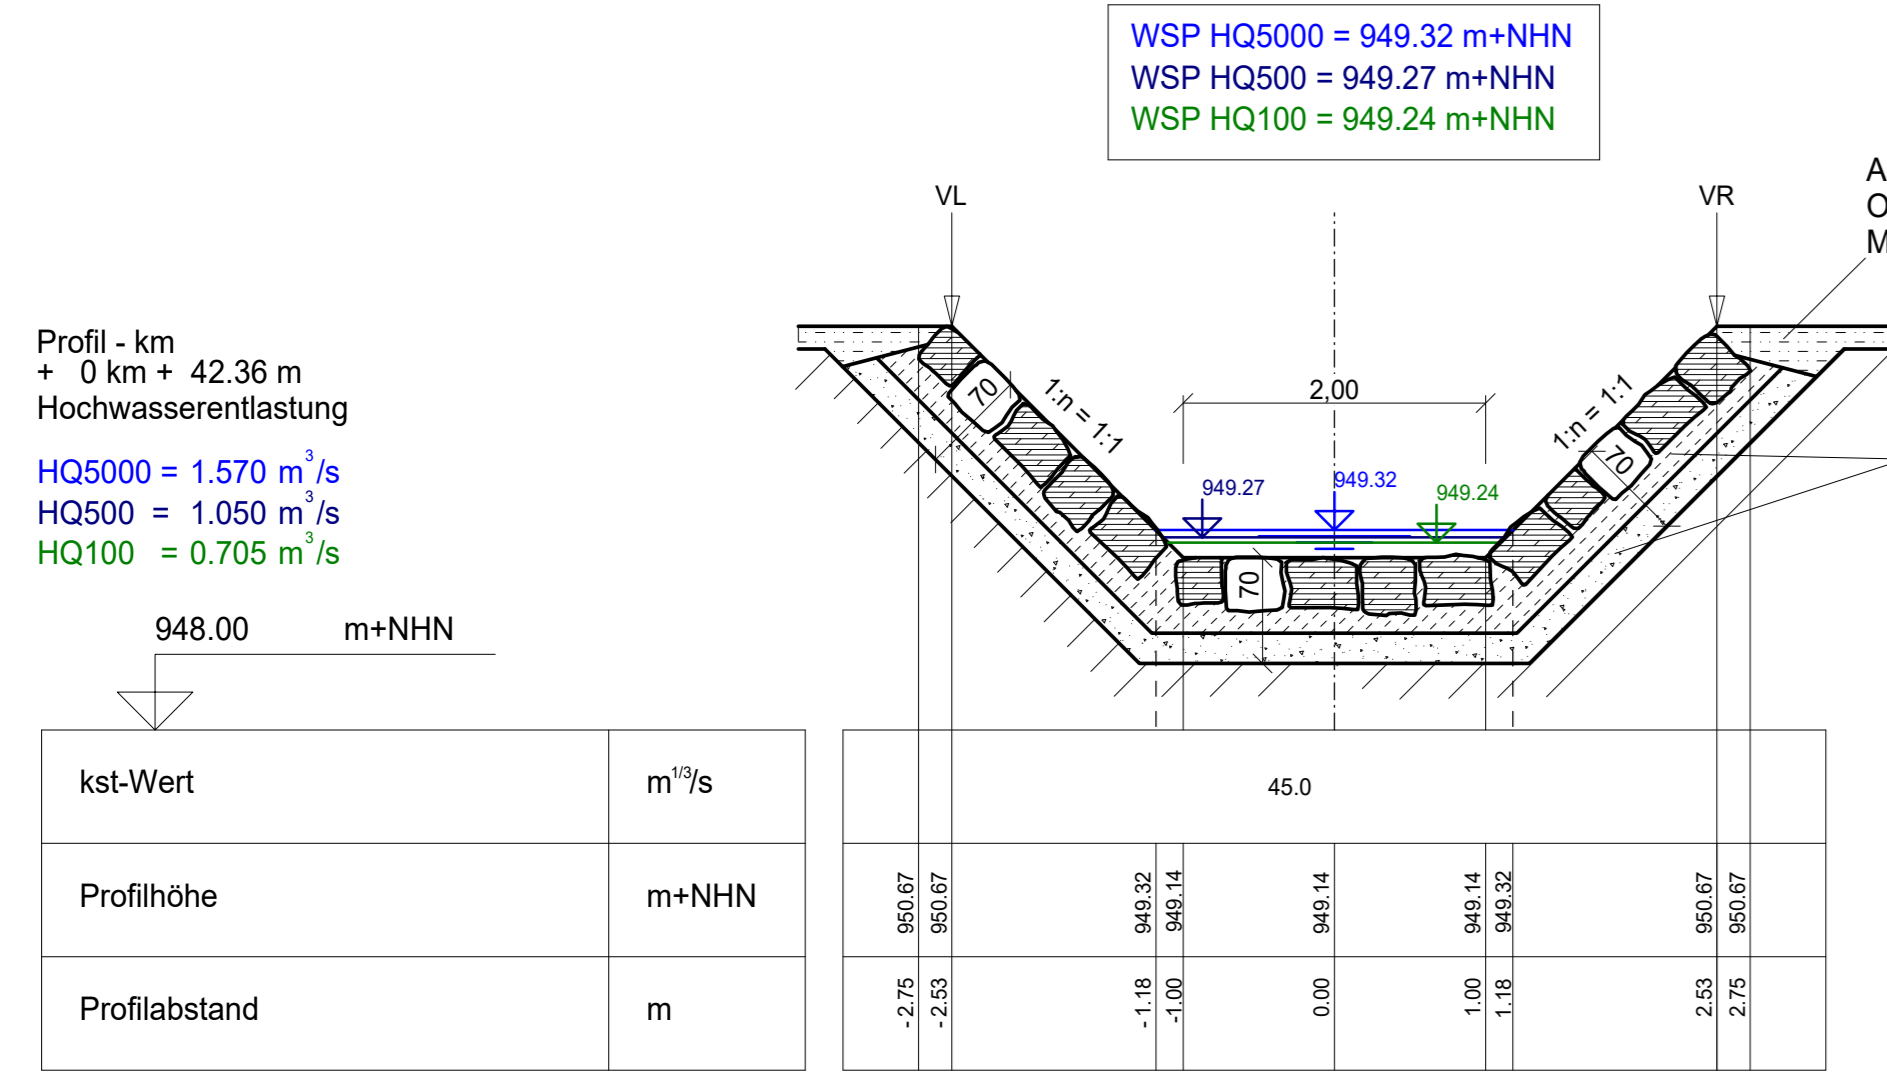 WSP HQ5000 = 949.32 m+NHN
WSP HQ500 = 949.27 m+NHN
WSP HQ100 = 949.24 m+NHN
VL
VR
A
O
M
Profil - km
+ 0 km + 42.36 m
Hochwasserentlastung
HQ5000 = 1.570 m³/s
HQ500 = 1.050 m³/s
HQ100 = 0.705 m³/s
70
1:n = 1:1
2,00
1:n = 1:1
70
949.27
949.32
949.24
70
948.00 m+NHN
kst-Wert m^1/3/s 45.0
Profilhöhe m+NHN 950.67 950.67 949.32 949.14 949.14 949.14 949.32 950.67 950.67
Profilabstand m -2.75 -2.53 -1.18 -1.00 0.00 1.00 1.18 2.53 2.75